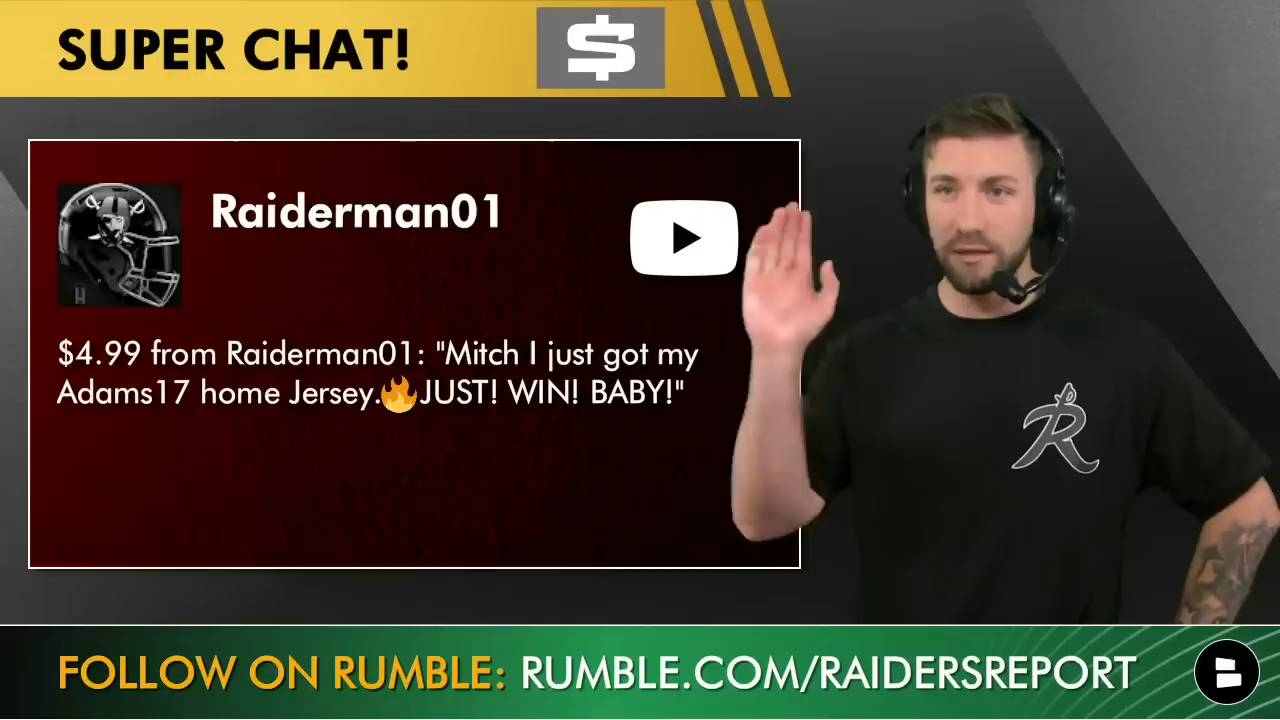 SUPER CHAT!
$
Raiderman01
$4.99 from Raiderman01: "Mitch I just got my
Adams17 home Jersey.🔥JUST! WIN! BABY!"
R
FOLLOW ON RUMBLE: RUMBLE.COM/RAIDERSREPORT